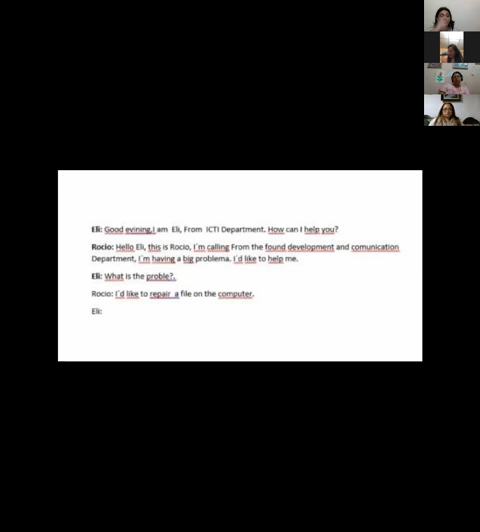 Eli: Good evining,I am Eli, From ICTI Department. How can I help you?
Rocio: Hello Eli, this is Rocio, I´m calling From the found development and comunication
Department, I´m having a big problema. I´d like to help me.
Eli: What is the proble?.
Rocio: I´d like to repair a file on the computer.
Eli: